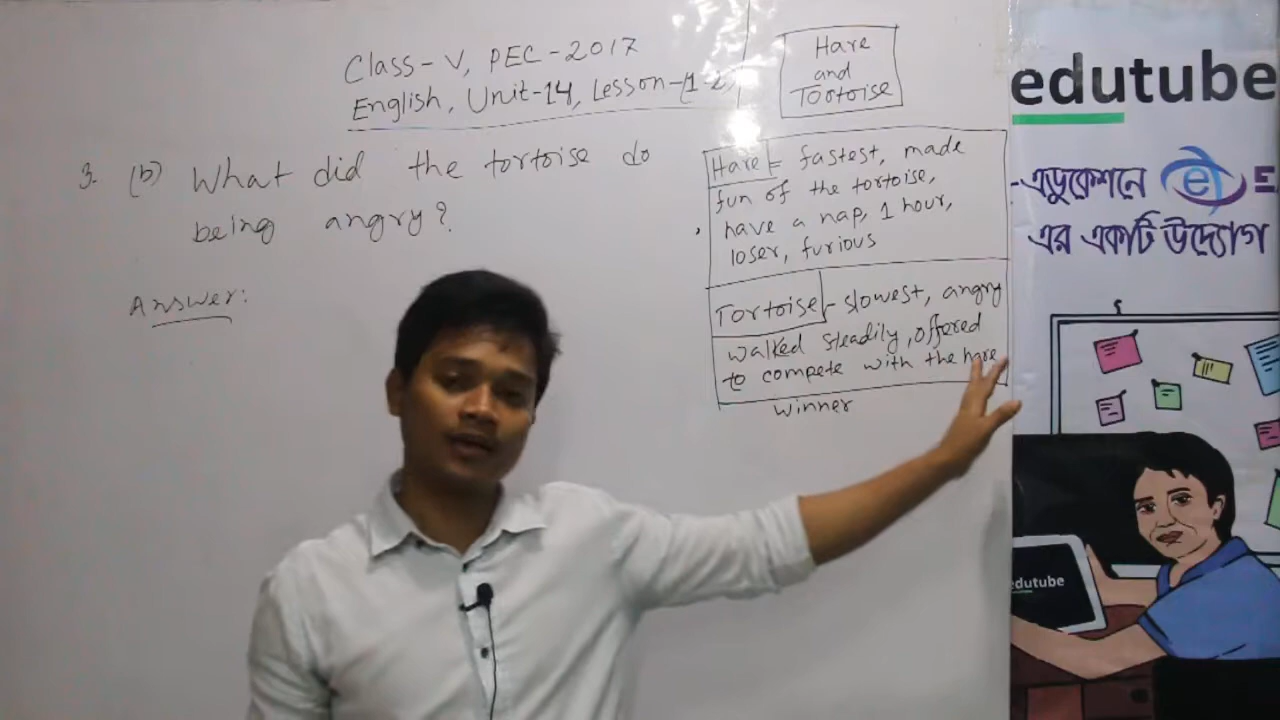 Class-V, PEC-2017
English, Unit-14, Lesson-(1-2)
Hare
and
Tortoise
3. (b) What did the tortoise do
being angry?
Answer:
Hare = fastest, made
fun of the tortoise,
have a nap, 1 hour,
loser, furious
Tortoise - slowest, angry
walked steadily, offered
to compete with the hare
winner
edutube
-এডুকেশনে e E
এর একটি উদ্যোগ
edutube